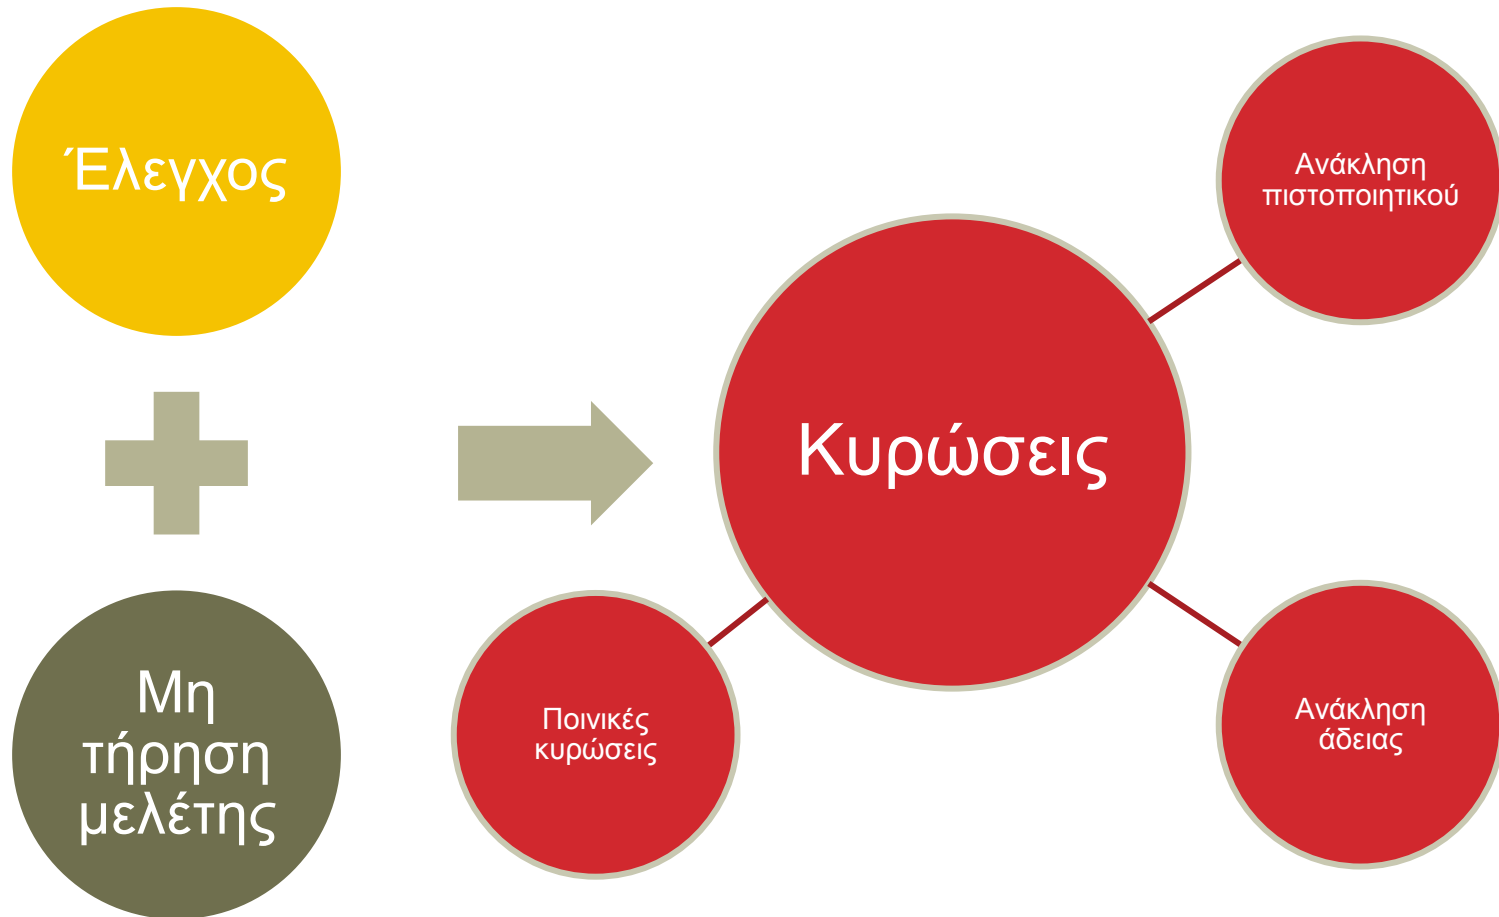 Έλεγχος
Μη
τήρηση
μελέτης
Κυρώσεις
Ανάκληση
πιστοποιητικού
Ανάκληση
άδειας
Ποινικές
κυρώσεις